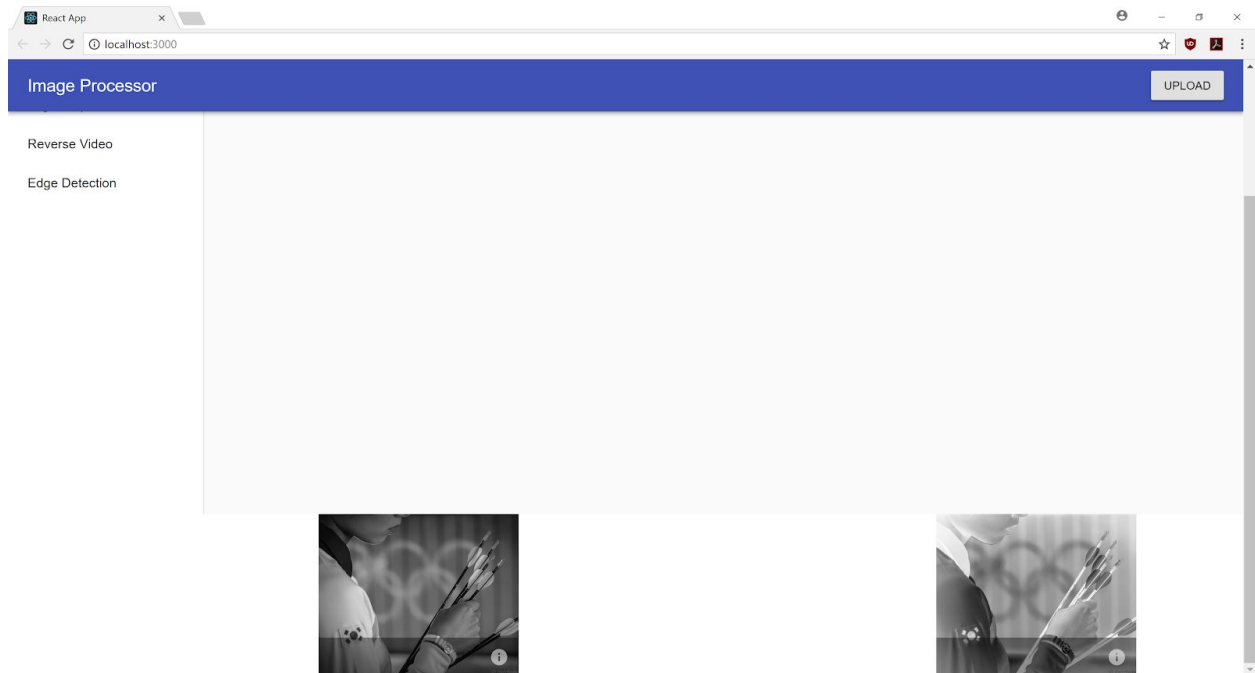 React App
localhost:3000
Image Processor
UPLOAD
Reverse Video
Edge Detection